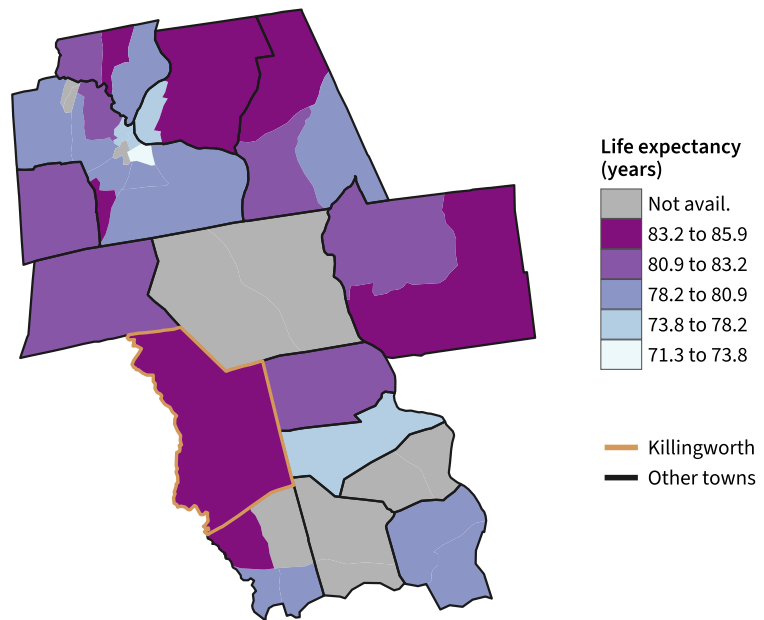 Life expectancy
(years)
Not avail.
83.2 to 85.9
80.9 to 83.2
78.2 to 80.9
73.8 to 78.2
71.3 to 73.8
Killingworth
Other towns